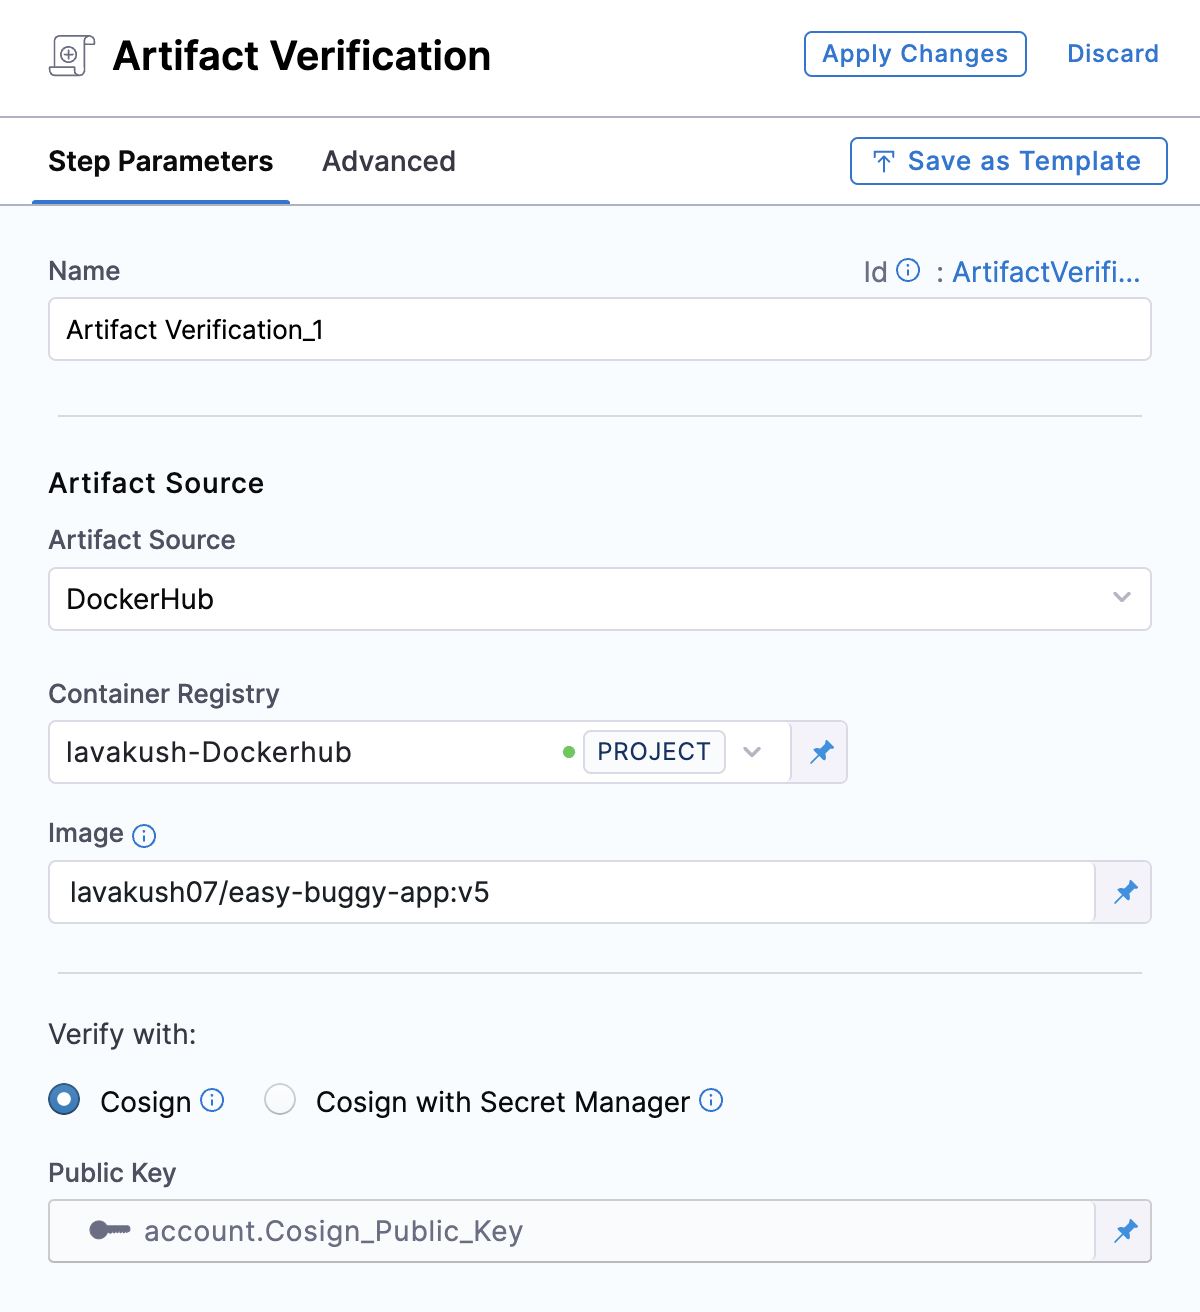 Artifact Verification
Apply Changes
Discard
Step Parameters
Advanced
Save as Template
Name
Id : ArtifactVerifi...
Artifact Verification_1
Artifact Source
Artifact Source
DockerHub
Container Registry
lavakush-Dockerhub
PROJECT
Image
lavakush07/easy-buggy-app:v5
Verify with:
Cosign
Cosign with Secret Manager
Public Key
account.Cosign_Public_Key